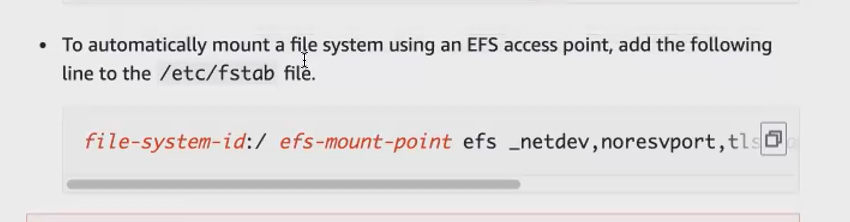 • To automatically mount a file system using an EFS access point, add the following
line to the /etc/fstab file.
file-system-id:/ efs-mount-point efs _netdev,noresvport,tls